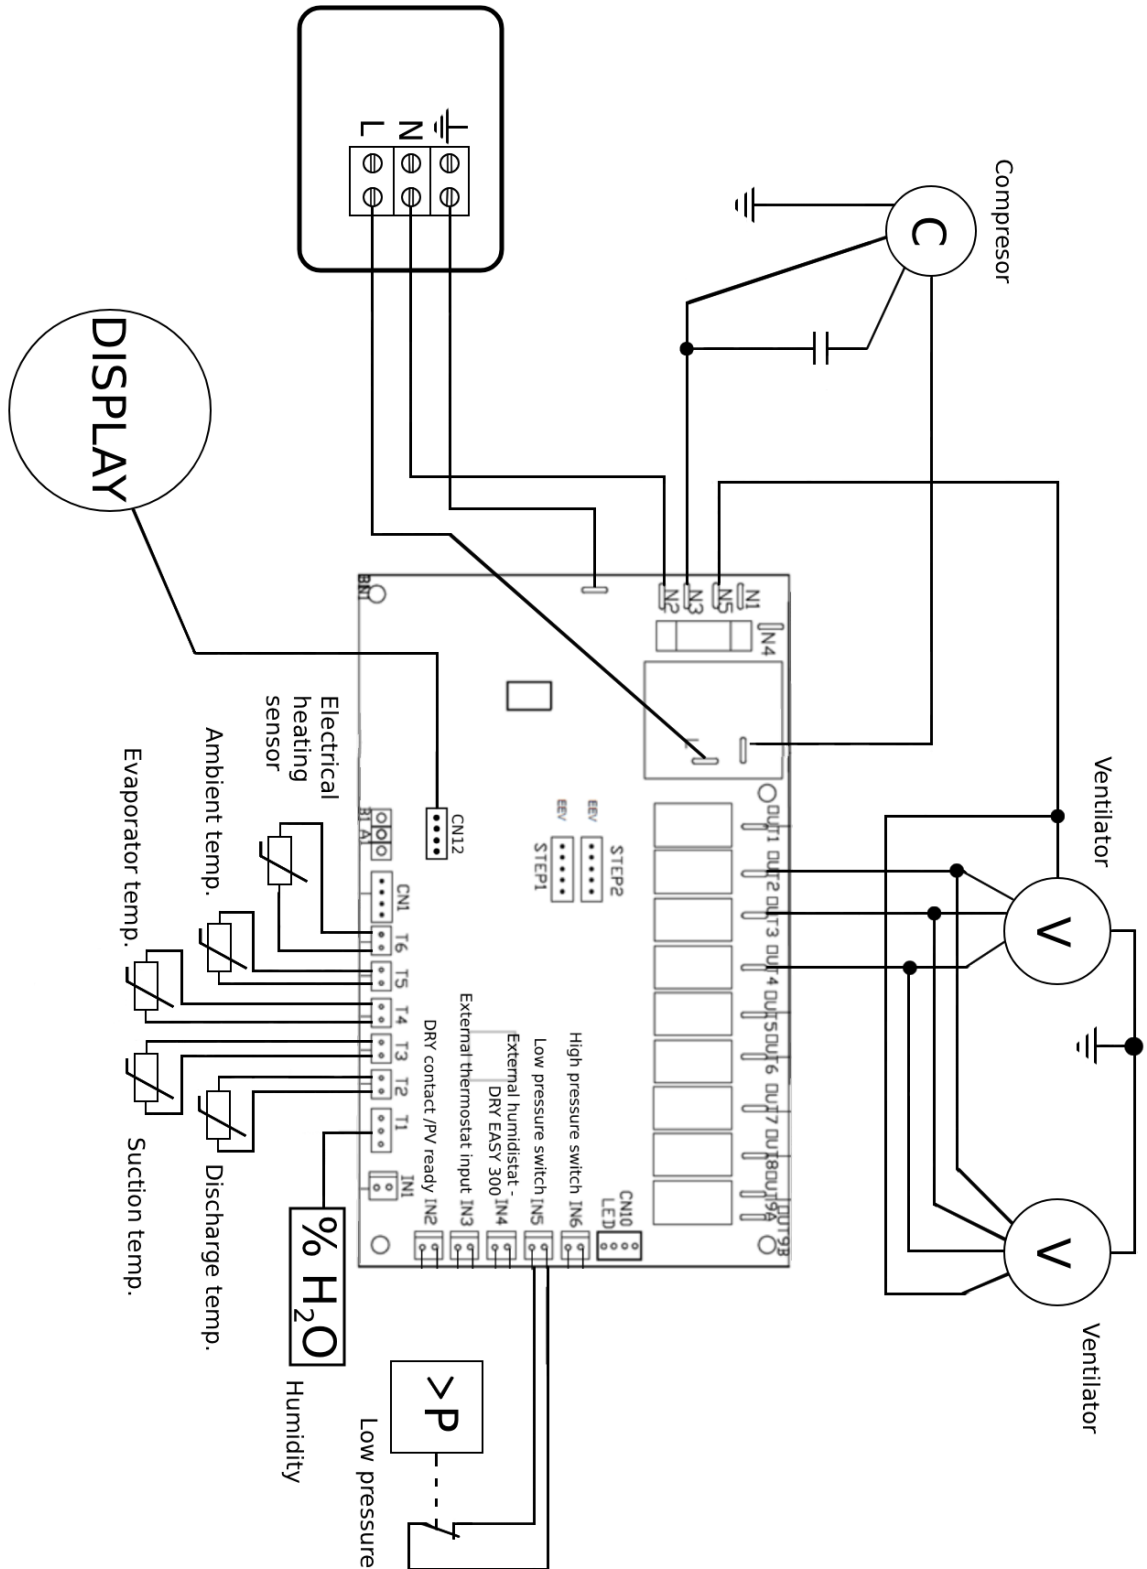 L
N
Compresor
C
DISPLAY
BN1
N2
N3
N5
N1
N4
L
Electrical
heating
sensor
Ambient temp.
Evaporator temp.
Suction temp.
Discharge temp.
% H₂O
Humidity
B1 A1
CN12
CN1
T6
T5
T4
T3
T2
T1
IN1
EEV
STEP1
EEV
STEP2
OUT1
OUT2
OUT3
OUT4
OUT5
OUT6
OUT7
OUT8
OUT9A
OUT9B
DRY contact /PV ready IN2
External thermostat input IN3
External humidistat -
DRY EASY 300 IN4
Low pressure switch IN5
High pressure switch IN6
CN10
LED
Ventilator
V
V
Ventilator
>P
Low pressure